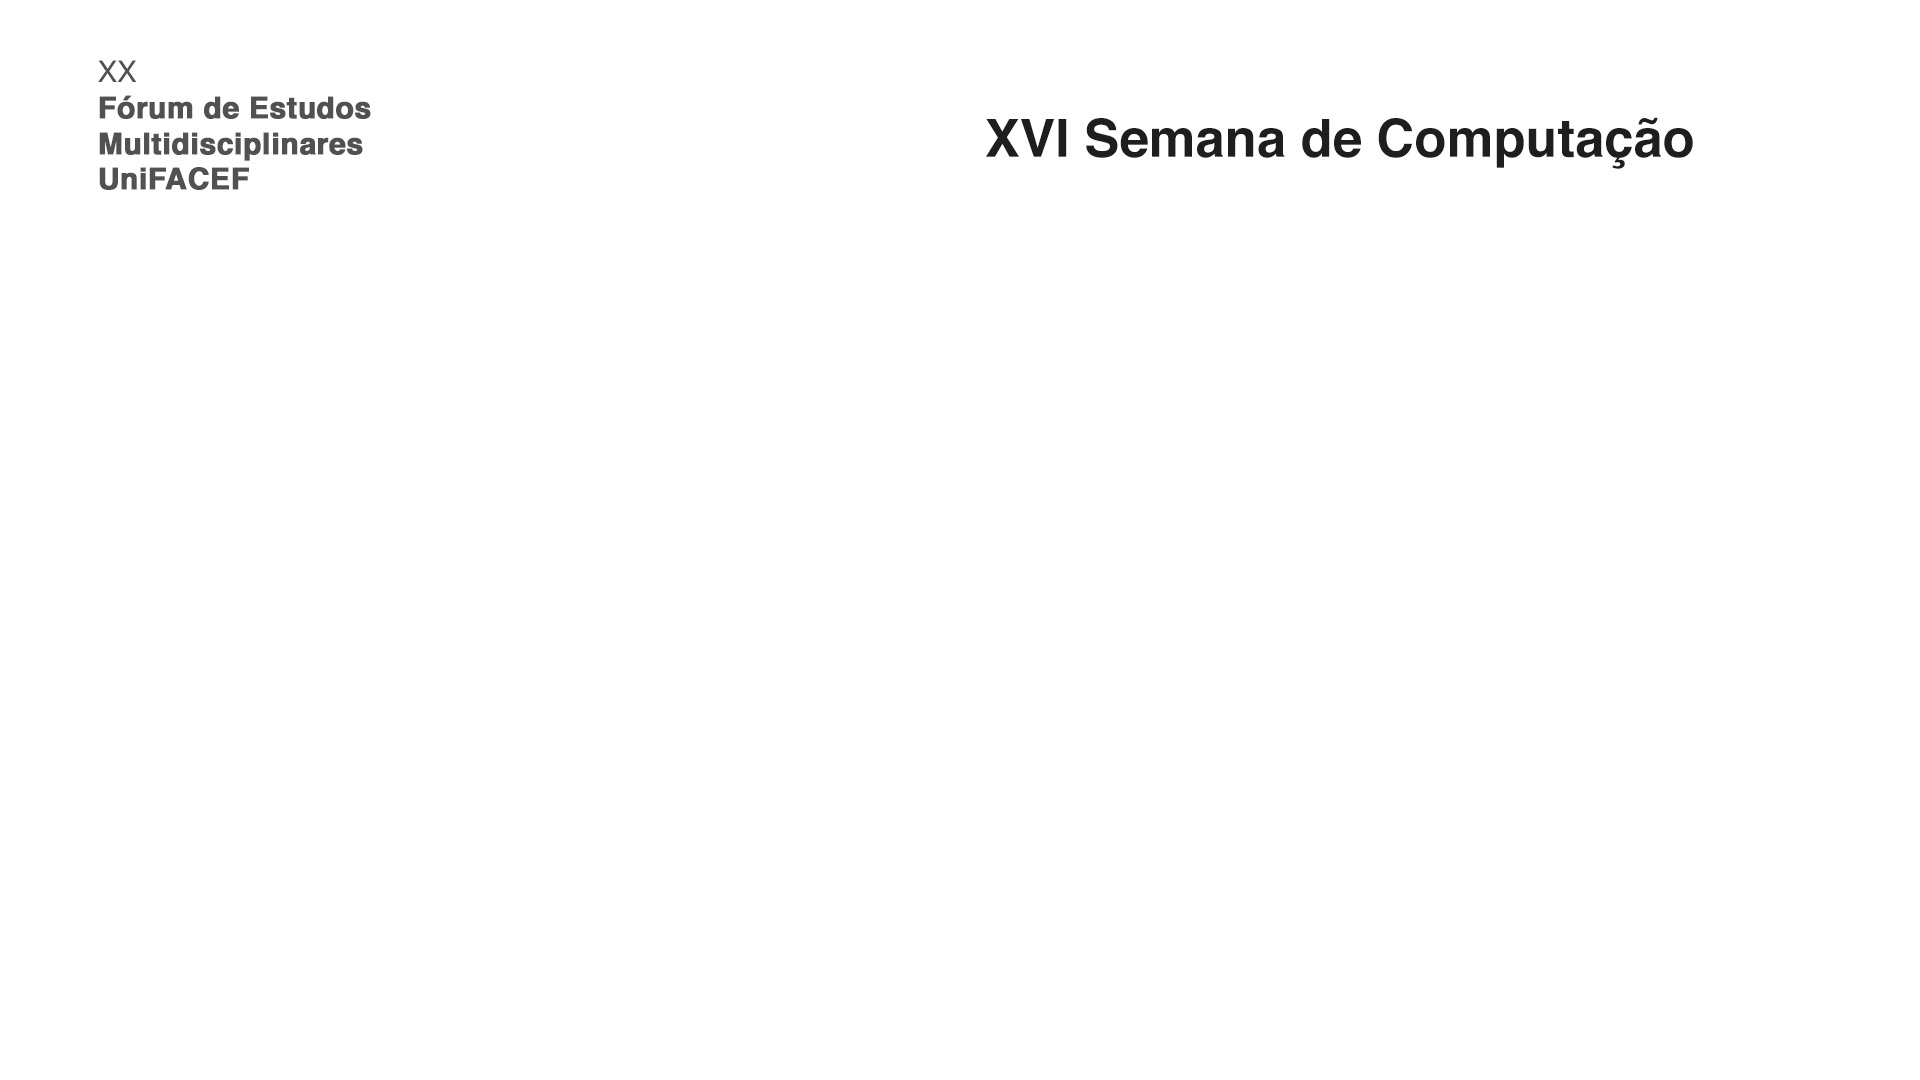 XX
Fórum de Estudos
Multidisciplinares
UniFACEF
XVI Semana de Computação